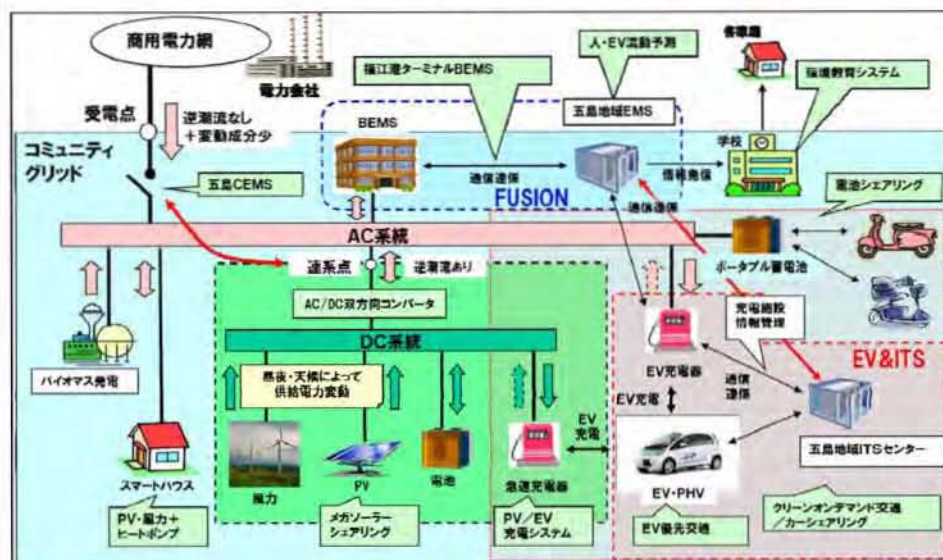 商用電力網
電力会社
受電点
逆潮流なし
+変動成分少
コミュニティ
グリッド
五島CEMS
福江港ターミナルBEMS
人・EV流動予測
五島地域EMS
環境教育システム
BEMS
通信連係
情報発信
学校
FUSION
通信連係
電池シェアリング
AC系統
ポータブル蓄電池
連系点
逆潮流あり
AC/DC双方向コンバータ
DC系統
充電施設
情報管理
EV&ITS
バイオマス発電
昼夜・天候によって
供給電力変動
EV充電器
通信
連係
EV充電
EV
充電
五島地域ITSセンター
スマートハウス
風力
PV
電池
急速充電器
EV・PHV
PV・風力+
ヒートポンプ
メガソーラー
シェアリング
PV/EV
充電システム
EV優先交通
クリーンオンデマンド交通
/カーシェアリング